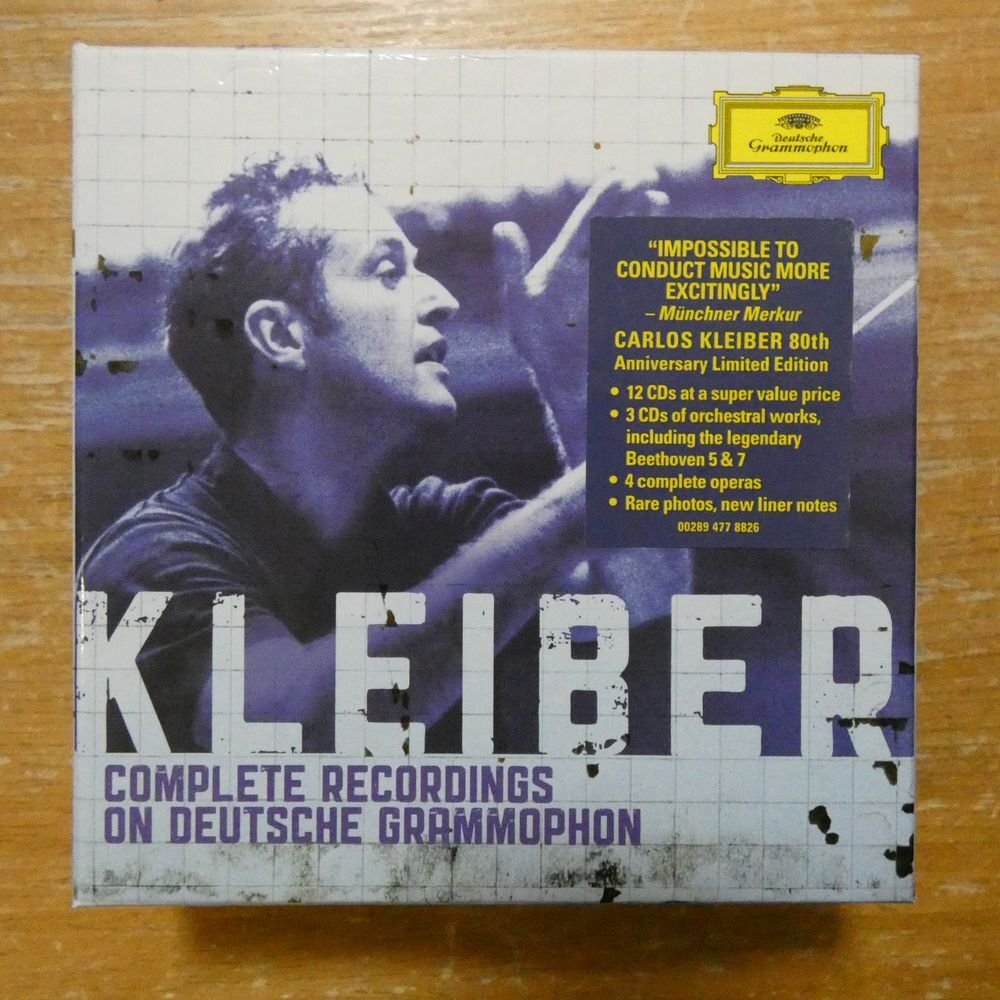 Deutsche
Grammophon
“IMPOSSIBLE TO
CONDUCT MUSIC MORE
EXCITINGLY”
– Münchner Merkur
CARLOS KLEIBER 80th
Anniversary Limited Edition
• 12 CDs at a super value price
• 3 CDs of orchestral works,
including the legendary
Beethoven 5 & 7
• 4 complete operas
• Rare photos, new liner notes
00289 477 8826
KLEIBER
COMPLETE RECORDINGS
ON DEUTSCHE GRAMMOPHON